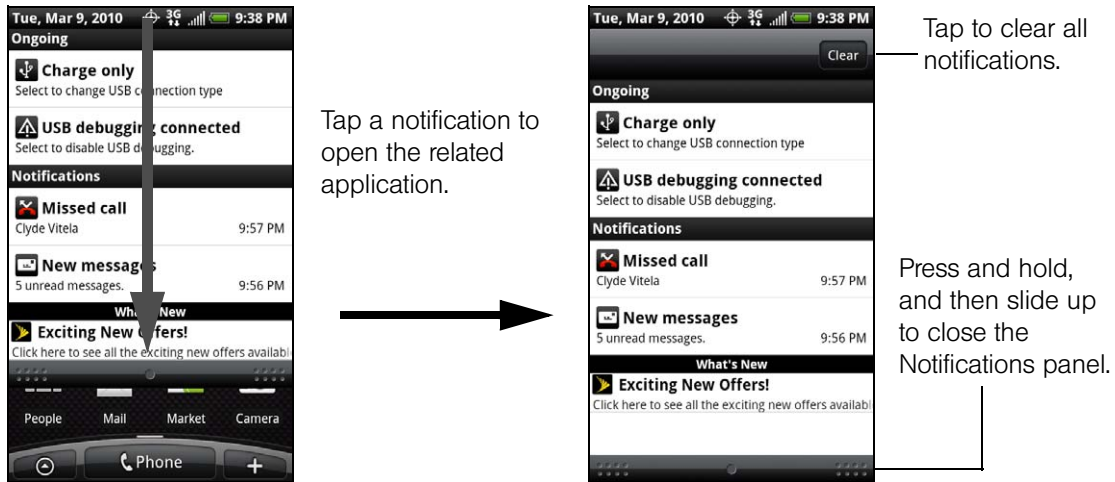 Tue, Mar 9, 2010 3G 9:38 PM
Ongoing
Charge only
Select to change USB connection type
USB debugging connected
Select to disable USB debugging.
Notifications
Missed call
Clyde Vitela 9:57 PM
New messages
5 unread messages. 9:56 PM
What's New
Exciting New Offers!
Click here to see all the exciting new offers availabl
People Mail Market Camera
Phone
Tap a notification to
open the related
application.
Tue, Mar 9, 2010 3G 9:38 PM
Clear
Ongoing
Charge only
Select to change USB connection type
USB debugging connected
Select to disable USB debugging.
Notifications
Missed call
Clyde Vitela 9:57 PM
New messages
5 unread messages. 9:56 PM
What's New
Exciting New Offers!
Click here to see all the exciting new offers availabl
Tap to clear all
notifications.
Press and hold,
and then slide up
to close the
Notifications panel.